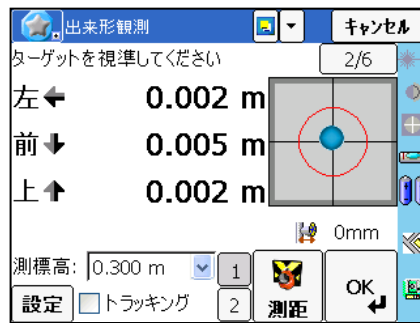 出来形観測 キャンセル
ターゲットを視準してください 2/6
左 0.002 m
前 0.005 m
上 0.002 m
0mm
測標高: 0.300 m 1
設定 トラッキング 2 測距 OK